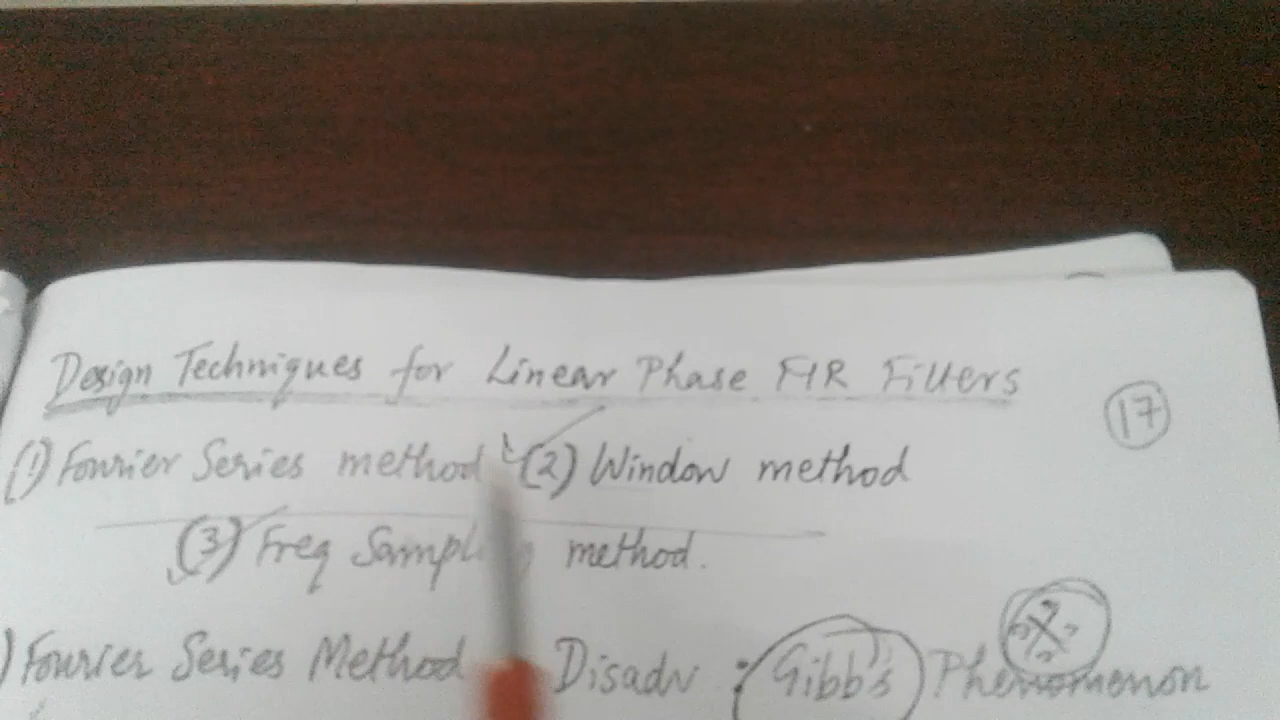 Design Techniques for Linear Phase FIR Filters
17
(1) Fourier Series method (2) Window method
(3) Freq method.
) Fourier Series Method Disadv : Gibb's Phenomenon